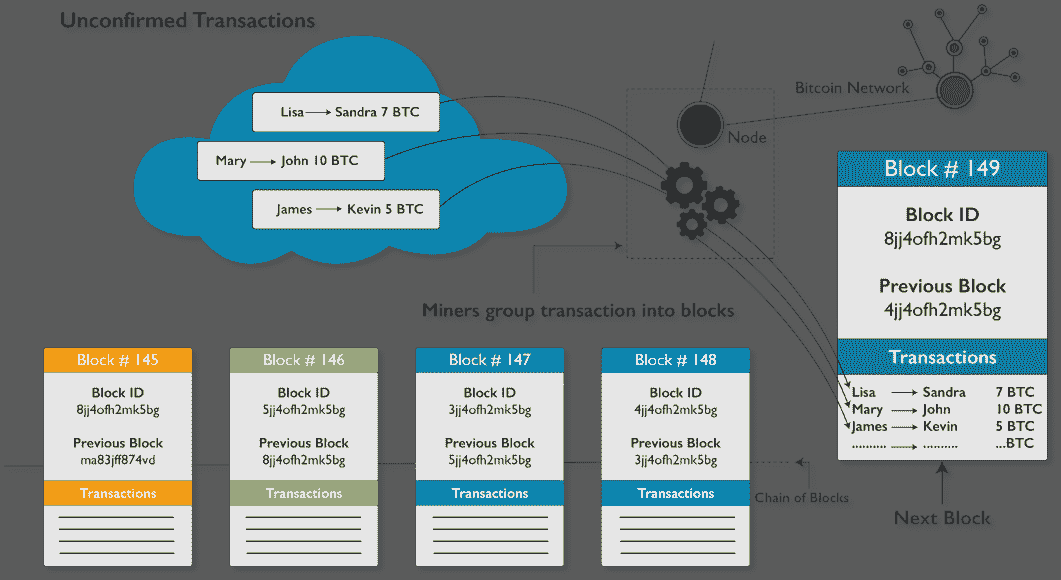 Unconfirmed Transactions
Lisa → Sandra 7 BTC
Mary → John 10 BTC
James → Kevin 5 BTC
Bitcoin Network
Node
Miners group transaction into blocks
Block # 145
Block ID
8jj4ofh2mk5bg
Previous Block
ma83jff874vd
Transactions
Block # 146
Block ID
5jj4ofh2mk5bg
Previous Block
8jj4ofh2mk5bg
Transactions
Block # 147
Block ID
3jj4ofh2mk5bg
Previous Block
5jj4ofh2mk5bg
Transactions
Block # 148
Block ID
4jj4ofh2mk5bg
Previous Block
3jj4ofh2mk5bg
Transactions
Chain of Blocks
Block # 149
Block ID
8jj4ofh2mk5bg
Previous Block
4jj4ofh2mk5bg
Transactions
Lisa → Sandra 7 BTC
Mary → John 10 BTC
James → Kevin 5 BTC
.......... → .......... ...BTC
Next Block